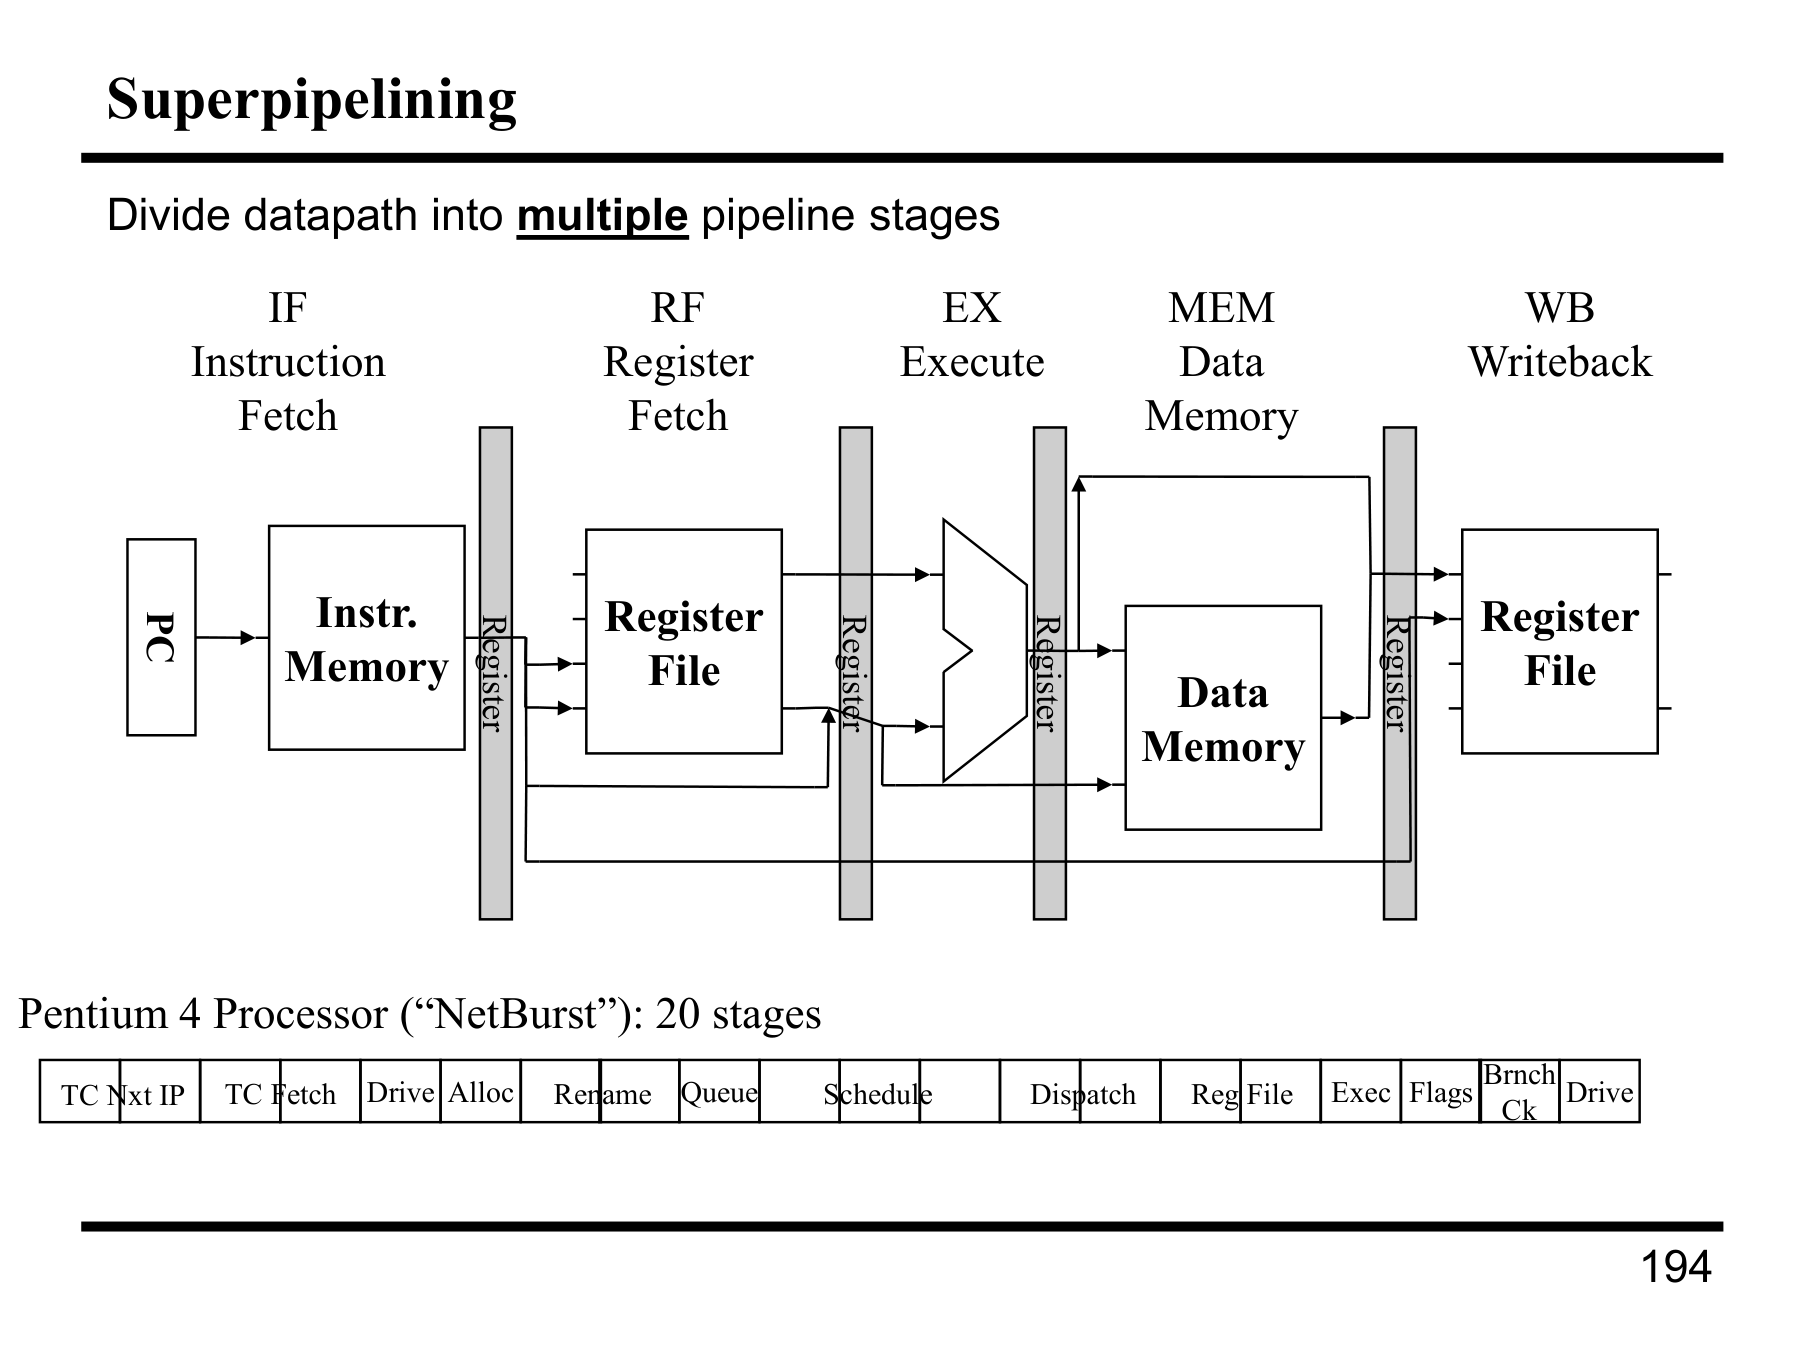 Superpipelining
Divide datapath into multiple pipeline stages
IF
Instruction
Fetch
RF
Register
Fetch
EX
Execute
MEM
Data
Memory
WB
Writeback
PC
Instr.
Memory
Register
Register
File
Register
Register
Data
Memory
Register
Register
File
Pentium 4 Processor (“NetBurst”): 20 stages
TC Nxt IP
TC Fetch
Drive
Alloc
Rename
Queue
Schedule
Dispatch
Reg File
Exec
Flags
Brnch
Ck
Drive
194